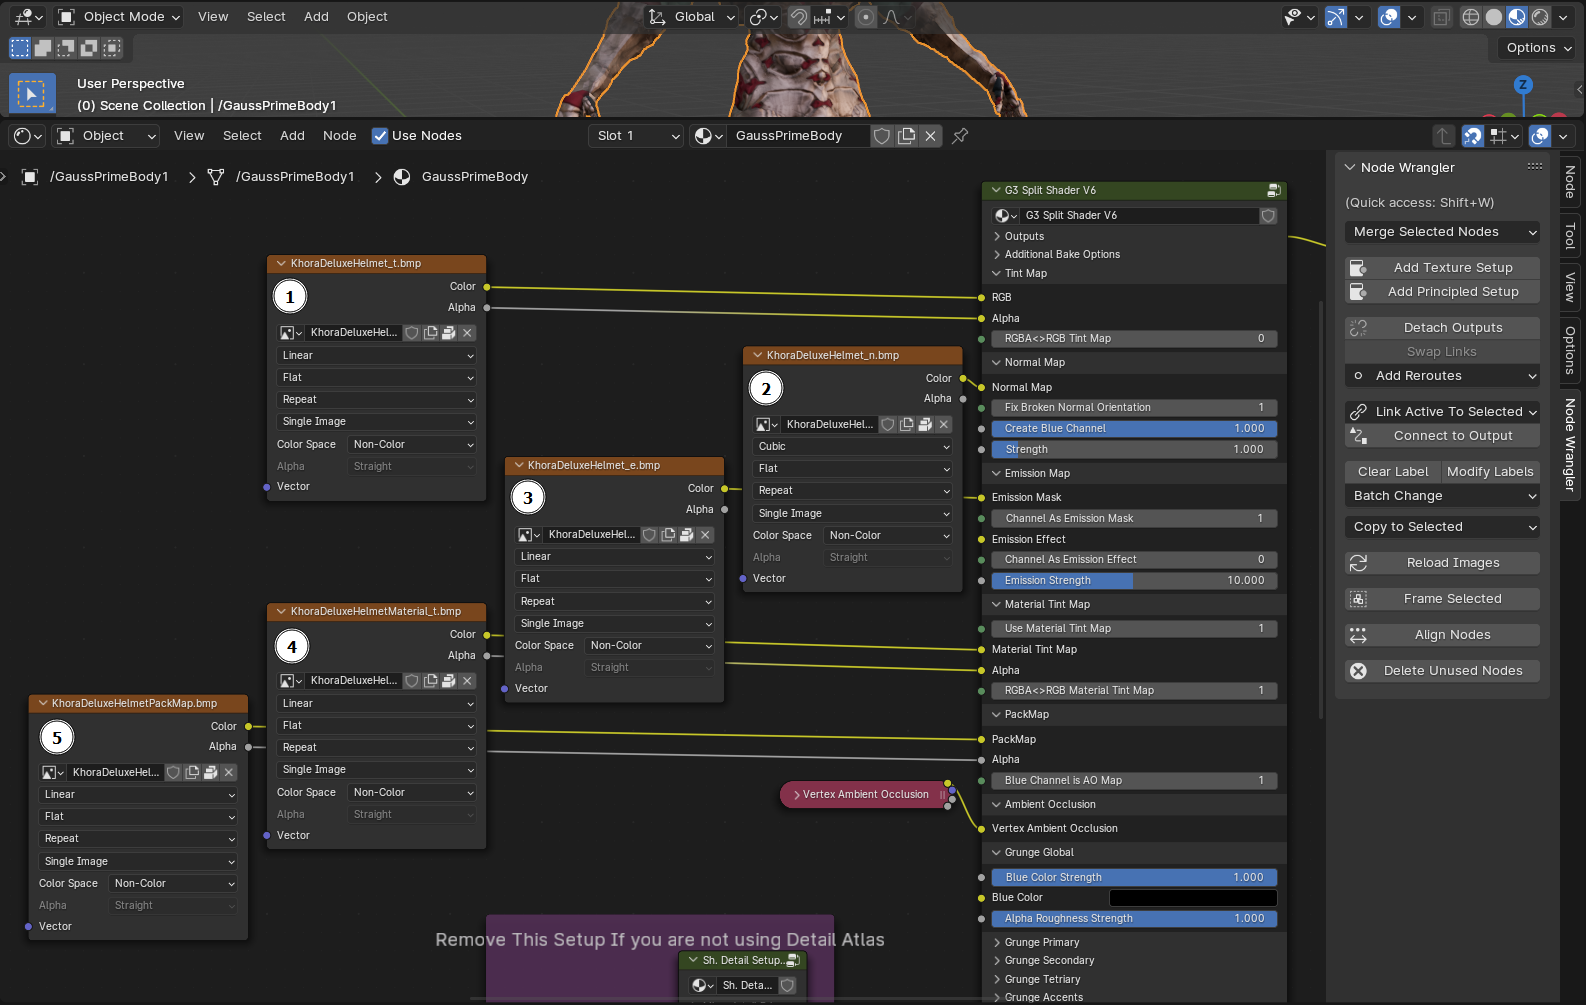 Object Mode View Select Add Object Global
Options
User Perspective
(0) Scene Collection | /GaussPrimeBody1
Z
Object View Select Add Node Use Nodes Slot 1 GaussPrimeBody
/GaussPrimeBody1 /GaussPrimeBody1 GaussPrimeBody
KhoraDeluxeHelmet_t.bmp
1
Color
Alpha
KhoraDeluxeHel...
Linear
Flat
Repeat
Single Image
Color Space Non-Color
Alpha Straight
Vector
KhoraDeluxeHelmet_n.bmp
2
Color
Alpha
KhoraDeluxeHel...
Cubic
Flat
Repeat
Single Image
Color Space Non-Color
Alpha Straight
Vector
KhoraDeluxeHelmet_e.bmp
3
Color
Alpha
KhoraDeluxeHel...
Linear
Flat
Repeat
Single Image
Color Space Non-Color
Alpha Straight
Vector
KhoraDeluxeHelmetMaterial_t.bmp
4
Color
Alpha
KhoraDeluxeHel...
Linear
Flat
Repeat
Single Image
Color Space Non-Color
Alpha Straight
Vector
KhoraDeluxeHelmetPackMap.bmp
5
Color
Alpha
KhoraDeluxeHel...
Linear
Flat
Repeat
Single Image
Color Space Non-Color
Alpha Straight
Vector
Vertex Ambient Occlusion
Remove This Setup If you are not using Detail Atlas
Sh. Detail Setup...
Sh. Deta...
G3 Split Shader V6
G3 Split Shader V6
Outputs
Additional Bake Options
Tint Map
RGB
Alpha
RGBA<>RGB Tint Map 0
Normal Map
Normal Map
Fix Broken Normal Orientation 1
Create Blue Channel 1.000
Strength 1.000
Emission Map
Emission Mask
Channel As Emission Mask 1
Emission Effect
Channel As Emission Effect 0
Emission Strength 10.000
Material Tint Map
Use Material Tint Map 1
Material Tint Map
Alpha
RGBA<>RGB Material Tint Map 1
PackMap
PackMap
Alpha
Blue Channel is AO Map 1
Ambient Occlusion
Vertex Ambient Occlusion
Grunge Global
Blue Color Strength 1.000
Blue Color
Alpha Roughness Strength 1.000
Grunge Primary
Grunge Secondary
Grunge Tetriary
Grunge Accents
Node Wrangler
(Quick access: Shift+W)
Merge Selected Nodes
Add Texture Setup
Add Principled Setup
Detach Outputs
Swap Links
Add Reroutes
Link Active To Selected
Connect to Output
Clear Label Modify Labels
Batch Change
Copy to Selected
Reload Images
Frame Selected
Align Nodes
Delete Unused Nodes
Node
Tool
View
Options
Node Wrangler